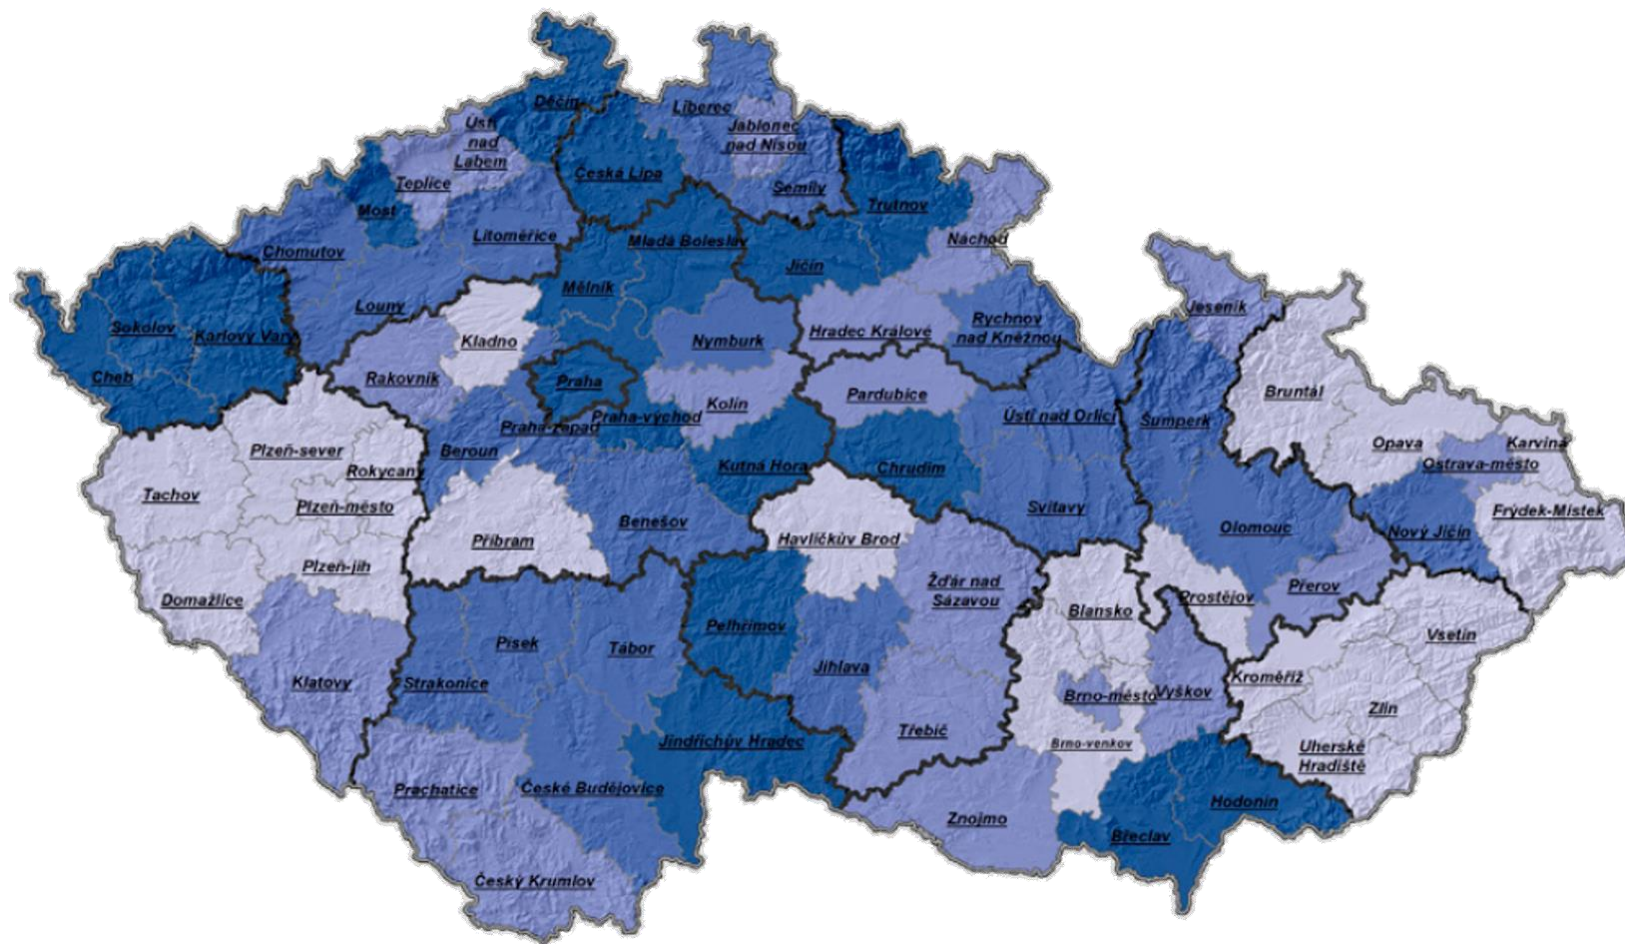 Děčín
Liberec
Ústí
nad
Labem
Jablonec
nad Nisou
Česká Lípa
Teplice
Semily
Most
Trutnov
Litoměřice
Mladá Boleslav
Náchod
Chomutov
Jičín
Mělník
Louny
Jeseník
Sokolov
Karlovy Vary
Kladno
Nymburk
Hradec Králové
Rychnov
nad Kněžnou
Cheb
Rakovník
Praha
Kolín
Pardubice
Bruntál
Praha-východ
Praha-západ
Ústí nad Orlicí
Šumperk
Plzeň-sever
Beroun
Opava
Karviná
Rokycany
Kutná Hora
Chrudim
Ostrava-město
Tachov
Plzeň-město
Svitavy
Frýdek-Místek
Benešov
Olomouc
Nový Jičín
Příbram
Havlíčkův Brod
Plzeň-jih
Žďár nad
Sázavou
Přerov
Domažlice
Prostějov
Blansko
Pelhřimov
Vsetín
Písek
Tábor
Jihlava
Kroměříž
Klatovy
Strakonice
Brno-město
Vyškov
Zlín
Třebíč
Jindřichův Hradec
Brno-venkov
Uherské
Hradiště
Prachatice
České Budějovice
Hodonín
Znojmo
Břeclav
Český Krumlov